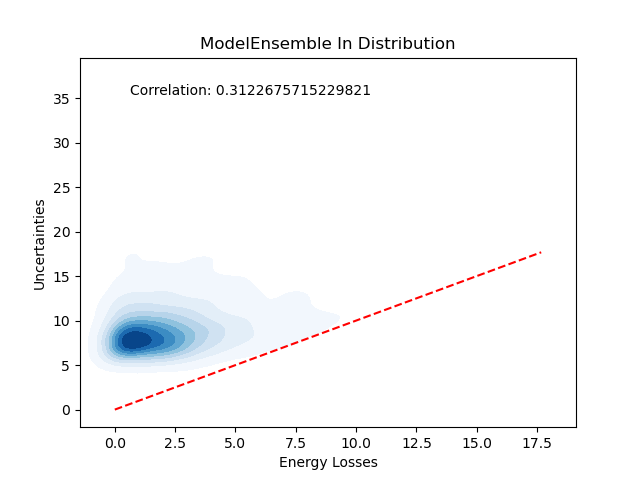 ModelEnsemble In Distribution
Correlation: 0.3122675715229821
35
30
25
20
15
10
5
0
Uncertainties
0.0 2.5 5.0 7.5 10.0 12.5 15.0 17.5
Energy Losses